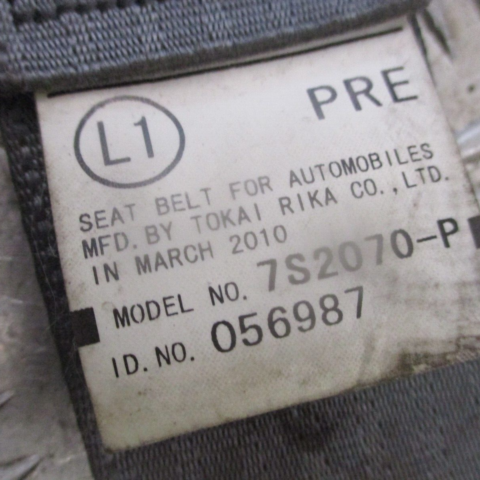 L1 PRE
SEAT BELT FOR AUTOMOBILES
MFD. BY TOKAI RIKA CO., LTD.
IN MARCH 2010
MODEL NO. 7S2070-P
ID. NO. 056987